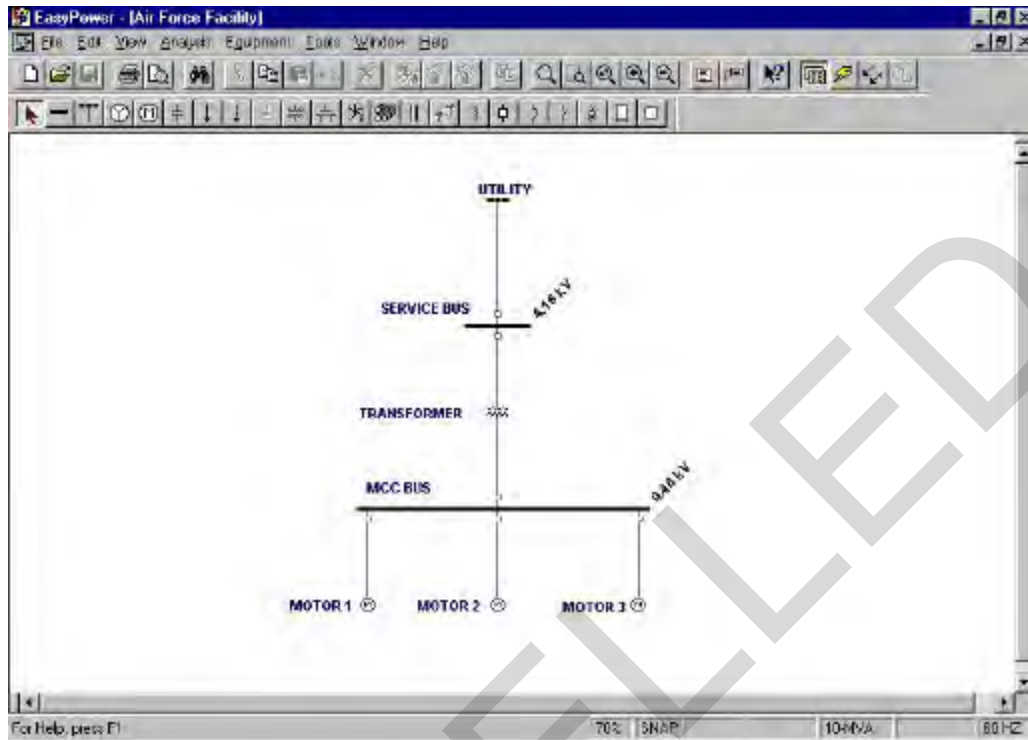 EasyPower - [Air Force Facility]
File Edit View Analysis Equipment Tools Window Help
UTILITY
SERVICE BUS
4.16 kV
TRANSFORMER
MCC BUS
0.48 kV
MOTOR 1
MOTOR 2
MOTOR 3
For Help, press F1
70%
SNAP
10-MVA
60 HZ
ELLED